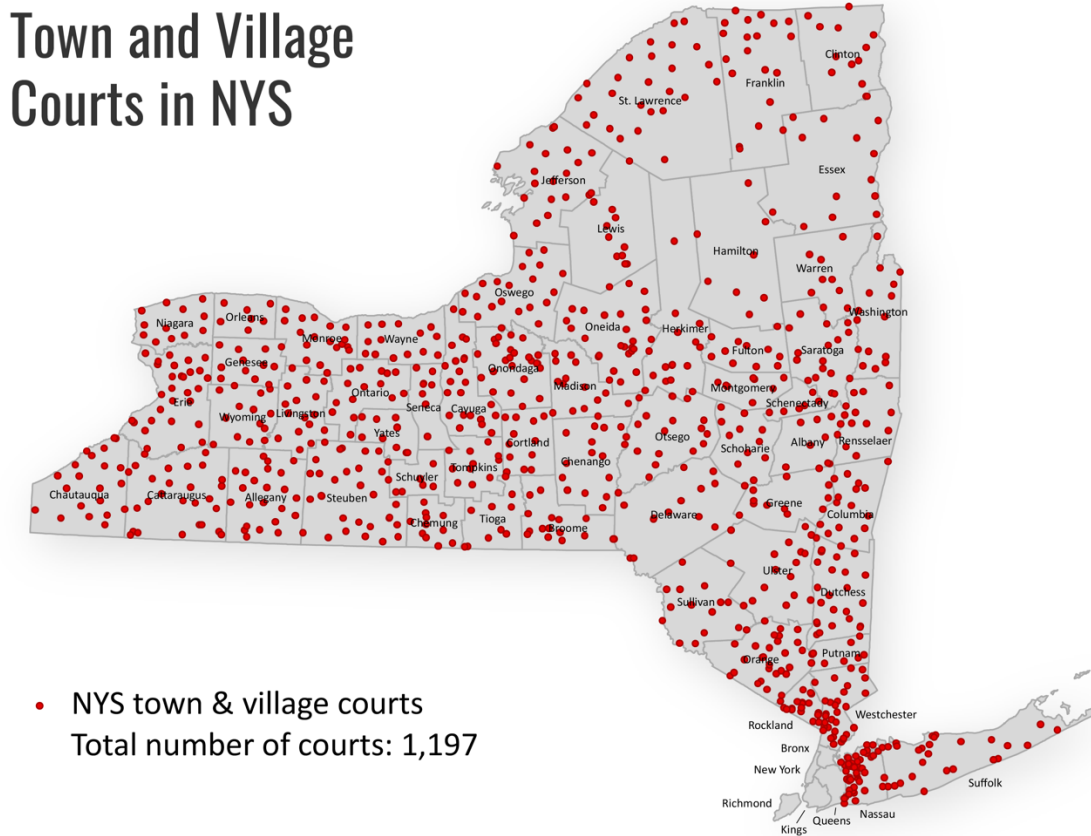 Town and Village
Courts in NYS
Clinton
Franklin
St. Lawrence
Essex
Jefferson
Lewis
Hamilton
Warren
Oswego
Washington
Niagara
Orleans
Monroe
Wayne
Oneida
Herkimer
Fulton
Saratoga
Genesee
Onondaga
Madison
Montgomery
Erie
Wyoming
Livingston
Ontario
Seneca
Cayuga
Schenectady
Yates
Cortland
Otsego
Schoharie
Albany
Rensselaer
Chenango
Tompkins
Schuyler
Chautauqua
Cattaraugus
Allegany
Steuben
Greene
Delaware
Columbia
Chemung
Tioga
Broome
Ulster
Dutchess
Sullivan
Putnam
Orange
NYS town & village courts
Total number of courts: 1,197
Westchester
Rockland
Bronx
New York
Suffolk
Richmond
Nassau
Queens
Kings